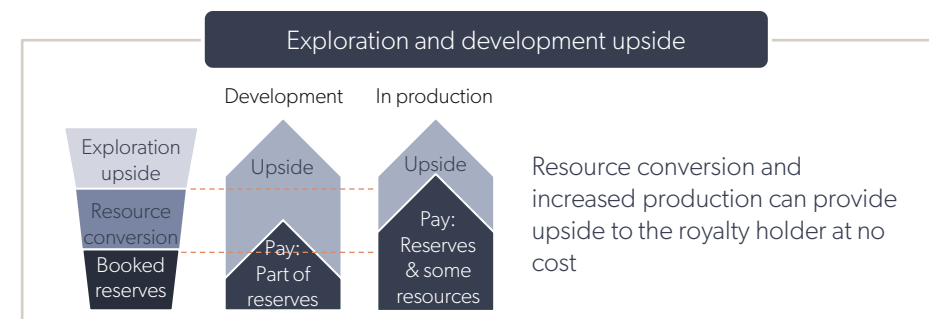 Exploration and development upside
Development
In production
Exploration
upside
Resource
conversion
Booked
reserves
Upside
Pay:
Part of
reserves
Upside
Pay:
Reserves
& some
resources
Resource conversion and
increased production can provide
upside to the royalty holder at no
cost